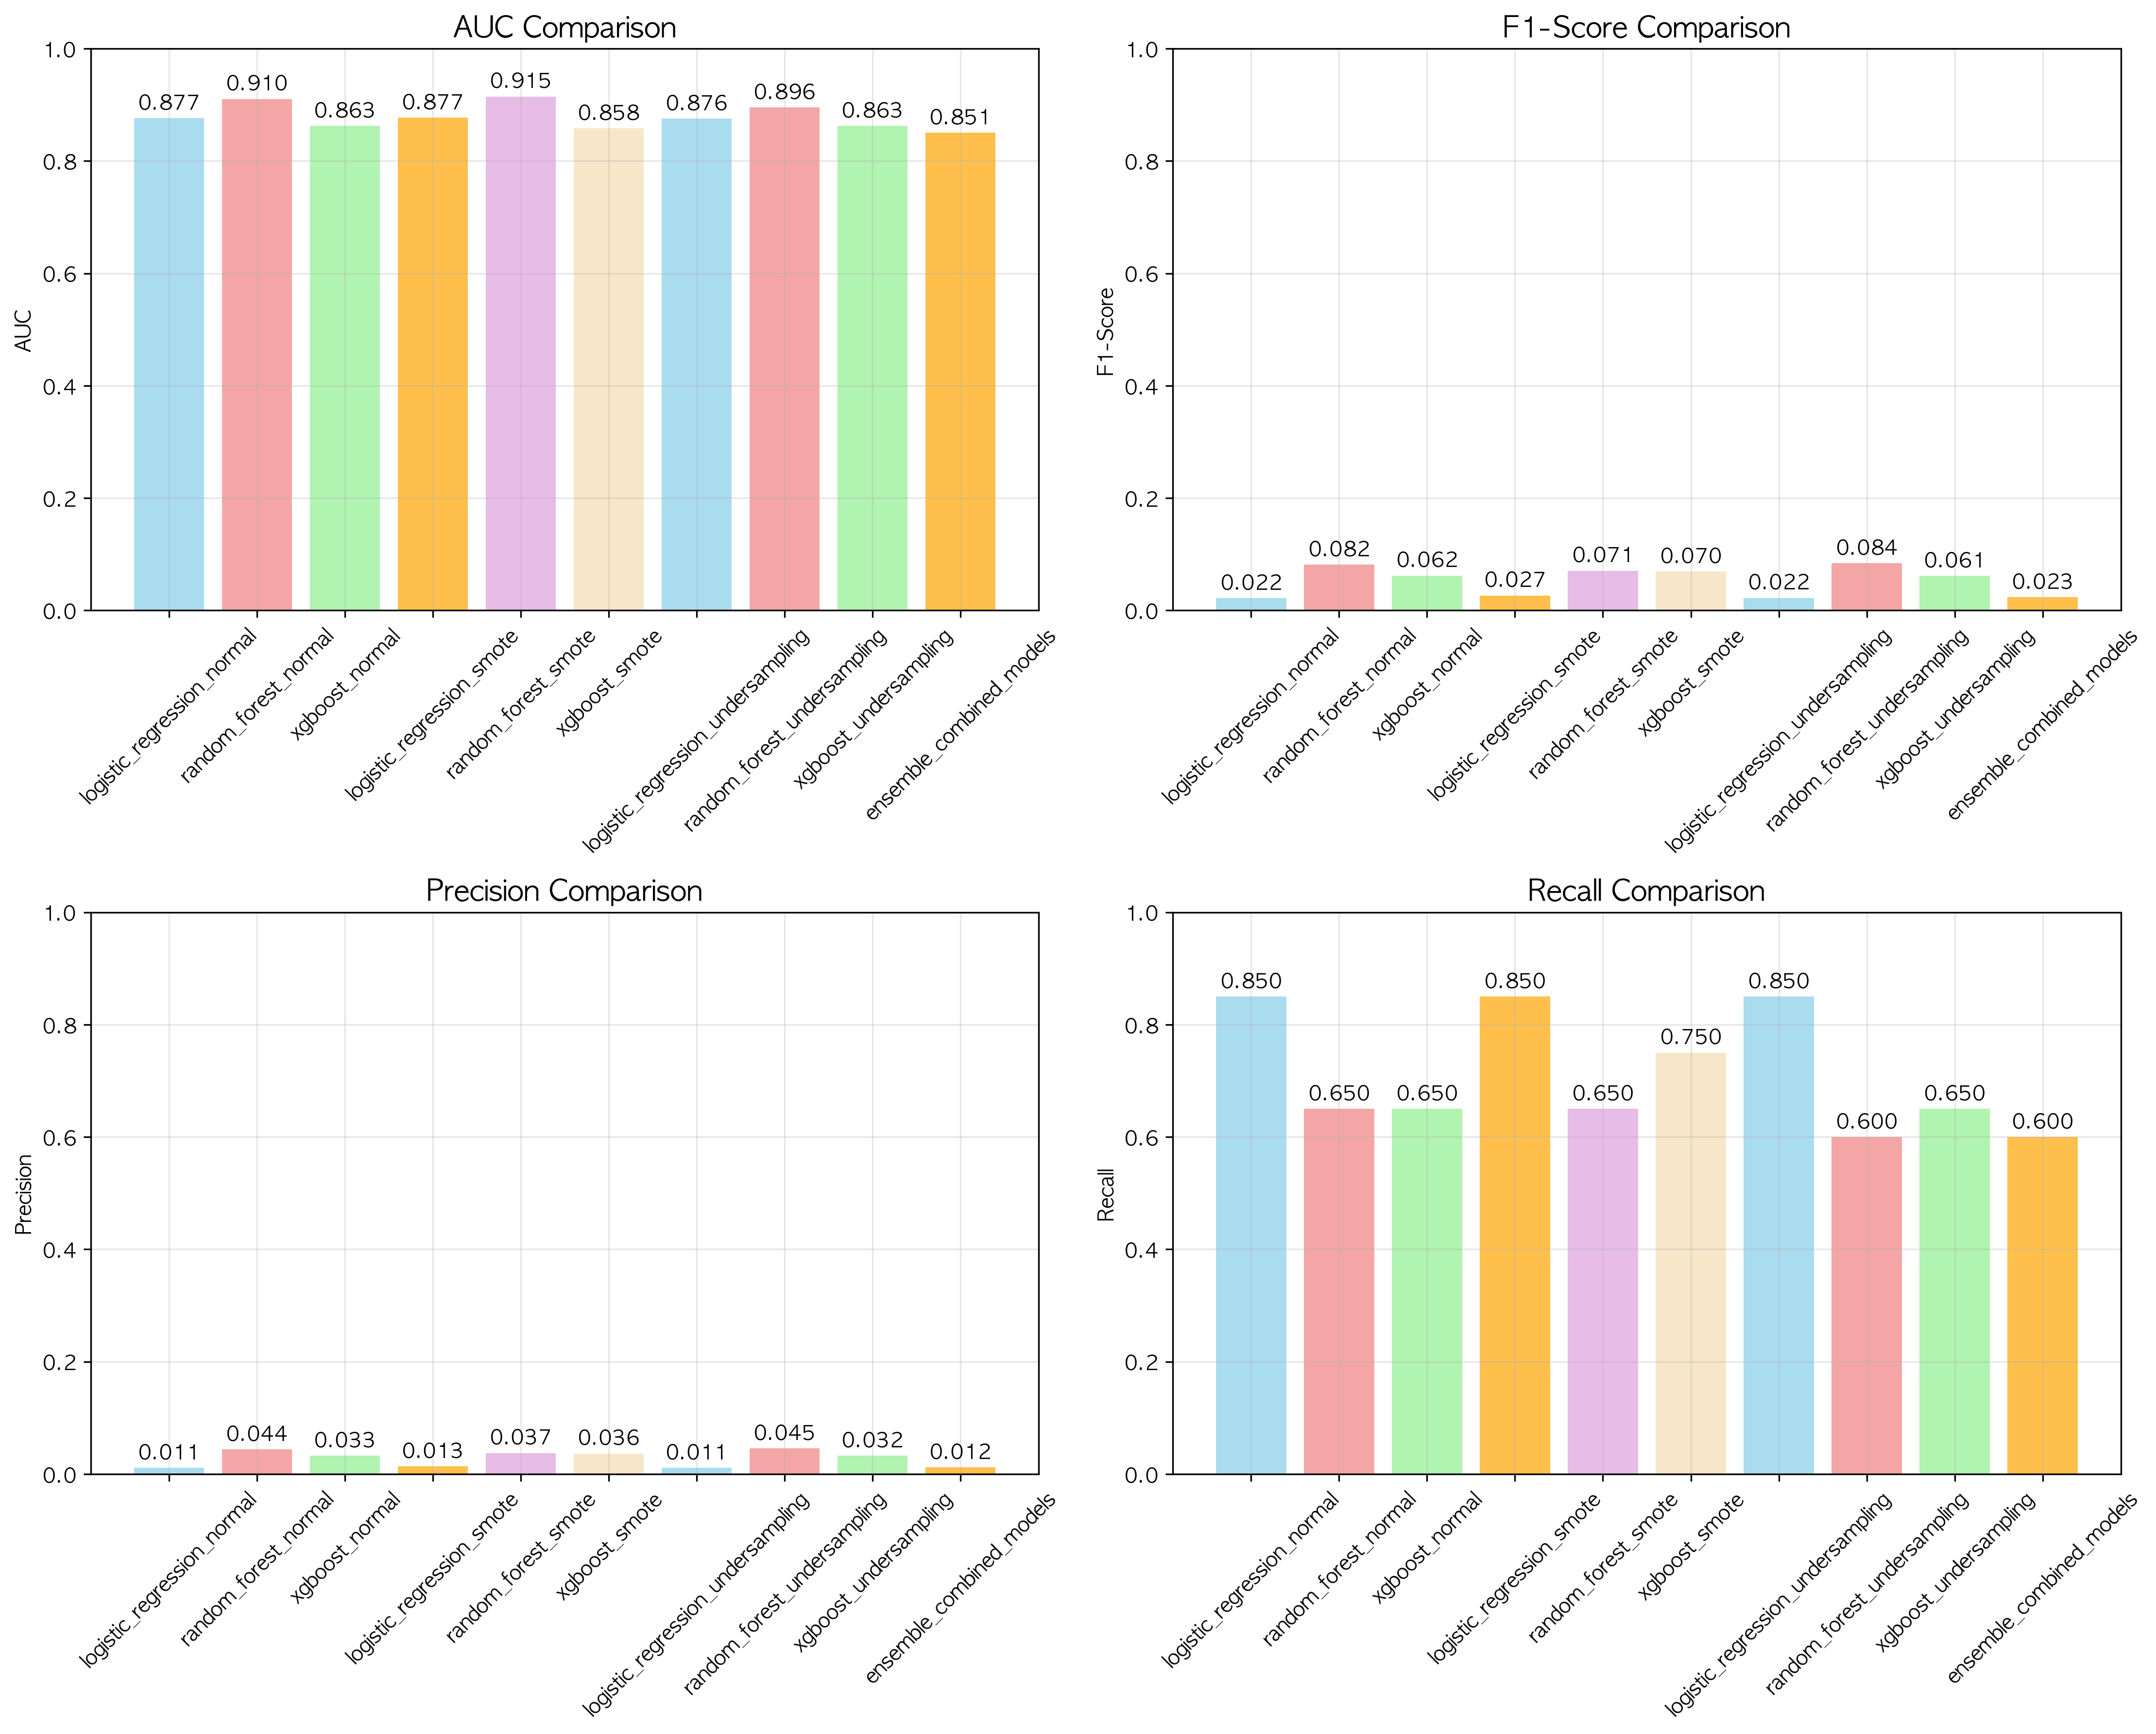 AUC Comparison
AUC
1.0
0.8
0.6
0.4
0.2
0.0
0.877
0.910
0.863
0.877
0.915
0.858
0.876
0.896
0.863
0.851
logistic_regression_normal
random_forest_normal
xgboost_normal
logistic_regression_smote
random_forest_smote
xgboost_smote
logistic_regression_undersampling
random_forest_undersampling
xgboost_undersampling
ensemble_combined_models
F1-Score Comparison
F1-Score
1.0
0.8
0.6
0.4
0.2
0.0
0.022
0.082
0.062
0.027
0.071
0.070
0.022
0.084
0.061
0.023
logistic_regression_normal
random_forest_normal
xgboost_normal
logistic_regression_smote
random_forest_smote
xgboost_smote
logistic_regression_undersampling
random_forest_undersampling
xgboost_undersampling
ensemble_combined_models
Precision Comparison
Precision
1.0
0.8
0.6
0.4
0.2
0.0
0.011
0.044
0.033
0.013
0.037
0.036
0.011
0.045
0.032
0.012
logistic_regression_normal
random_forest_normal
xgboost_normal
logistic_regression_smote
random_forest_smote
xgboost_smote
logistic_regression_undersampling
random_forest_undersampling
xgboost_undersampling
ensemble_combined_models
Recall Comparison
Recall
1.0
0.8
0.6
0.4
0.2
0.0
0.850
0.650
0.650
0.850
0.650
0.750
0.850
0.600
0.650
0.600
logistic_regression_normal
random_forest_normal
xgboost_normal
logistic_regression_smote
random_forest_smote
xgboost_smote
logistic_regression_undersampling
random_forest_undersampling
xgboost_undersampling
ensemble_combined_models